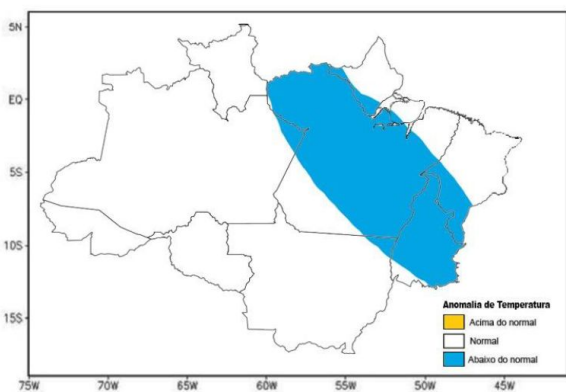 5N
EQ
5S
10S
15S
75W 70W 65W 60W 55W 50W 45W
Anomalia de Temperatura
Acima do normal
Normal
Abaixo do normal